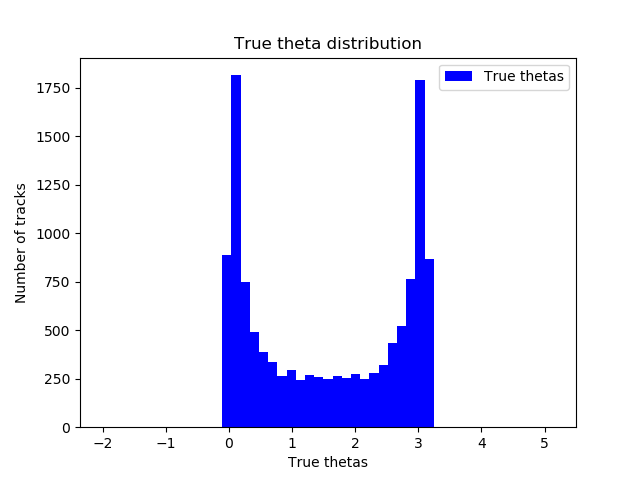 True theta distribution
True thetas
1750
1500
1250
1000
750
500
250
0
Number of tracks
−2 −1 0 1 2 3 4 5
True thetas